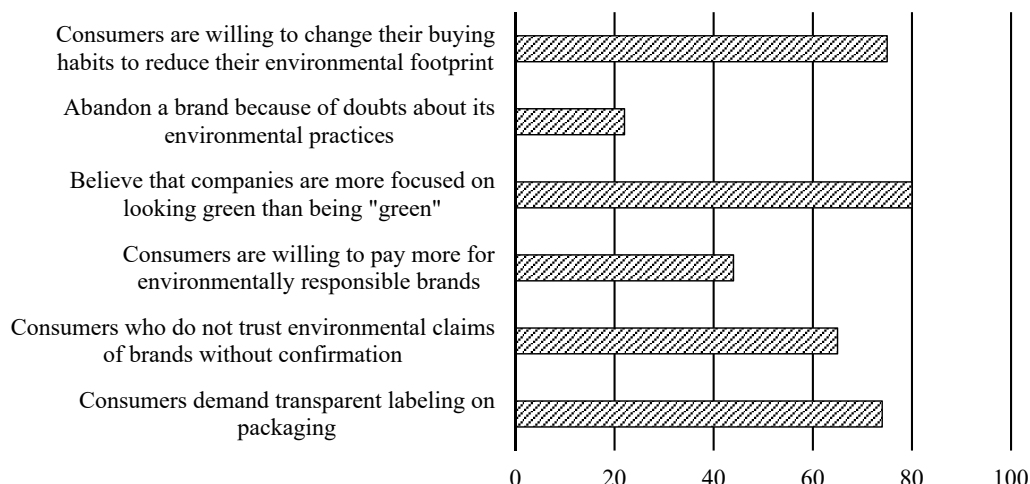 Consumers are willing to change their buying
habits to reduce their environmental footprint
Abandon a brand because of doubts about its
environmental practices
Believe that companies are more focused on
looking green than being "green"
Consumers are willing to pay more for
environmentally responsible brands
Consumers who do not trust environmental claims
of brands without confirmation
Consumers demand transparent labeling on
packaging
0 20 40 60 80 100